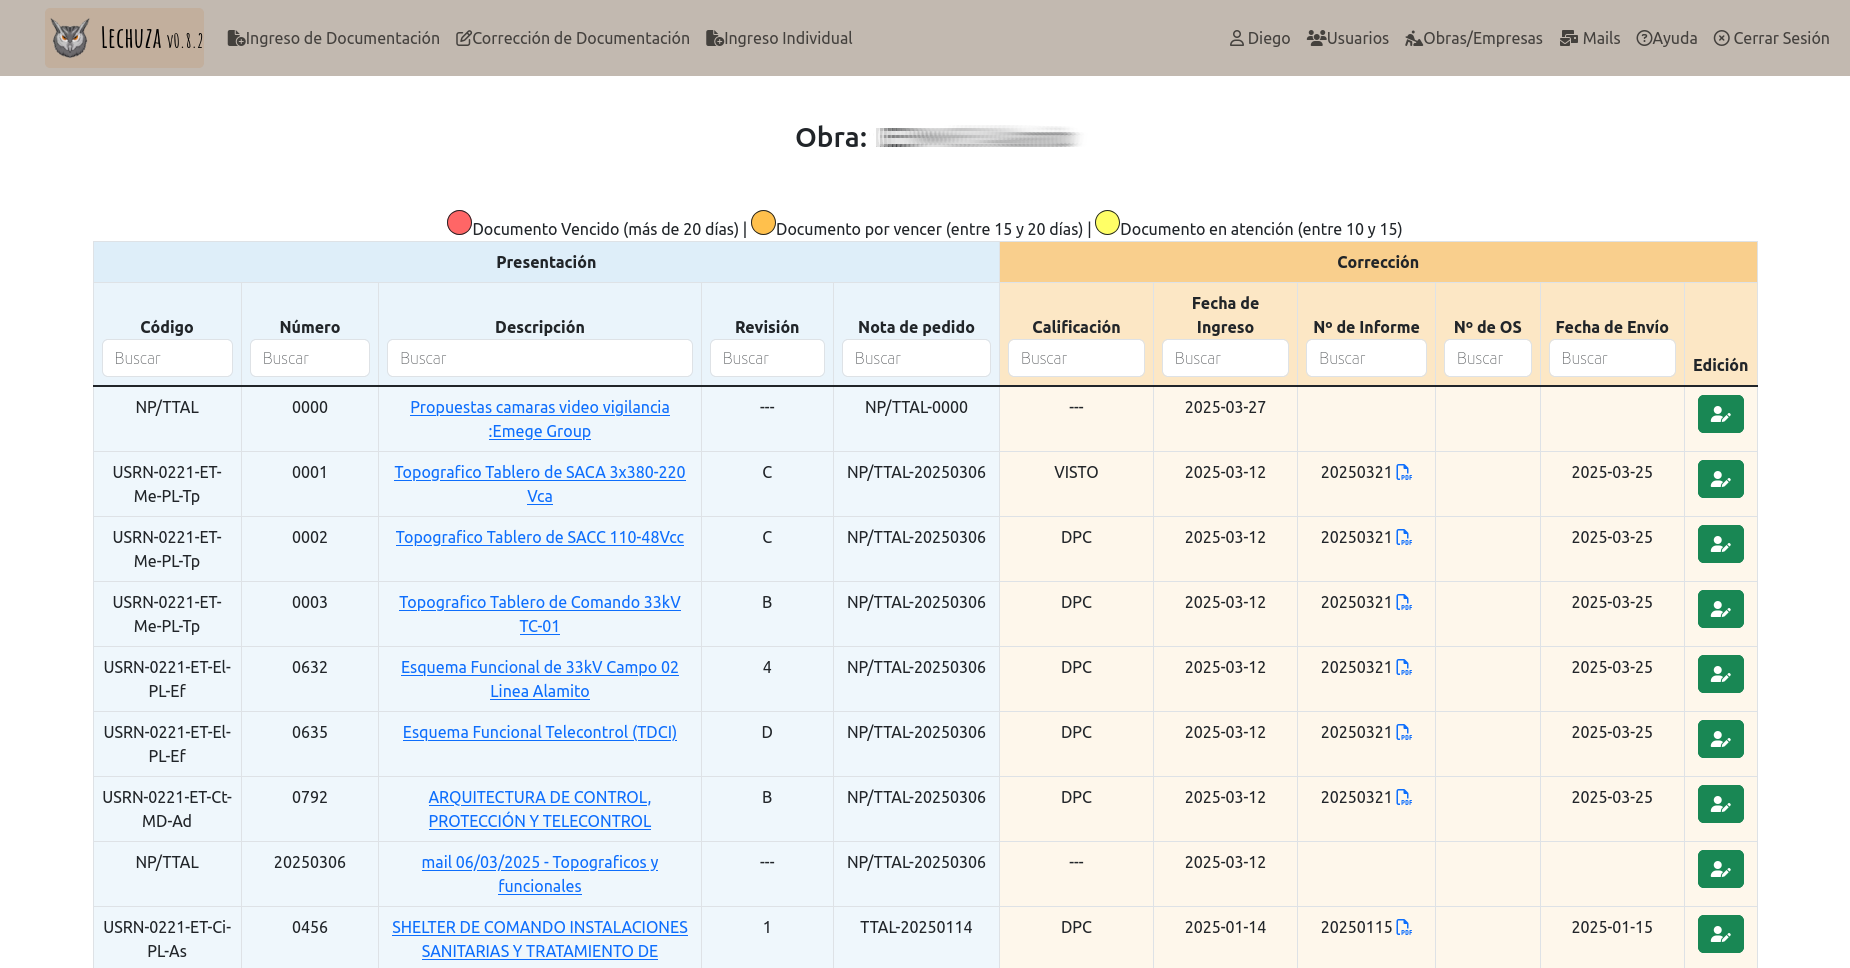 Lechuza v0.8.2 Ingreso de Documentación Corrección de Documentación Ingreso Individual Diego Usuarios Obras/Empresas Mails Ayuda Cerrar Sesión
Obra:
Documento Vencido (más de 20 días) | Documento por vencer (entre 15 y 20 días) | Documento en atención (entre 10 y 15)
Presentación Corrección
Código Número Descripción Revisión Nota de pedido Calificación Fecha de Ingreso Nº de Informe Nº de OS Fecha de Envío Edición
Buscar Buscar Buscar Buscar Buscar Buscar Buscar Buscar Buscar Buscar
NP/TTAL 0000 Propuestas camaras video vigilancia --- NP/TTAL-0000 --- 2025-03-27
:Emege Group
USRN-0221-ET- 0001 Topografico Tablero de SACA 3x380-220 C NP/TTAL-20250306 VISTO 2025-03-12 20250321 PDF 2025-03-25
Me-PL-Tp Vca
USRN-0221-ET- 0002 Topografico Tablero de SACC 110-48Vcc C NP/TTAL-20250306 DPC 2025-03-12 20250321 PDF 2025-03-25
Me-PL-Tp
USRN-0221-ET- 0003 Topografico Tablero de Comando 33kV B NP/TTAL-20250306 DPC 2025-03-12 20250321 PDF 2025-03-25
Me-PL-Tp TC-01
USRN-0221-ET-El- 0632 Esquema Funcional de 33kV Campo 02 4 NP/TTAL-20250306 DPC 2025-03-12 20250321 PDF 2025-03-25
PL-Ef Linea Alamito
USRN-0221-ET-El- 0635 Esquema Funcional Telecontrol (TDCI) D NP/TTAL-20250306 DPC 2025-03-12 20250321 PDF 2025-03-25
PL-Ef
USRN-0221-ET-Ct- 0792 ARQUITECTURA DE CONTROL, B NP/TTAL-20250306 DPC 2025-03-12 20250321 PDF 2025-03-25
MD-Ad PROTECCIÓN Y TELECONTROL
NP/TTAL 20250306 mail 06/03/2025 - Topograficos y --- NP/TTAL-20250306 --- 2025-03-12
funcionales
USRN-0221-ET-Ci- 0456 SHELTER DE COMANDO INSTALACIONES 1 TTAL-20250114 DPC 2025-01-14 20250115 PDF 2025-01-15
PL-As SANITARIAS Y TRATAMIENTO DE